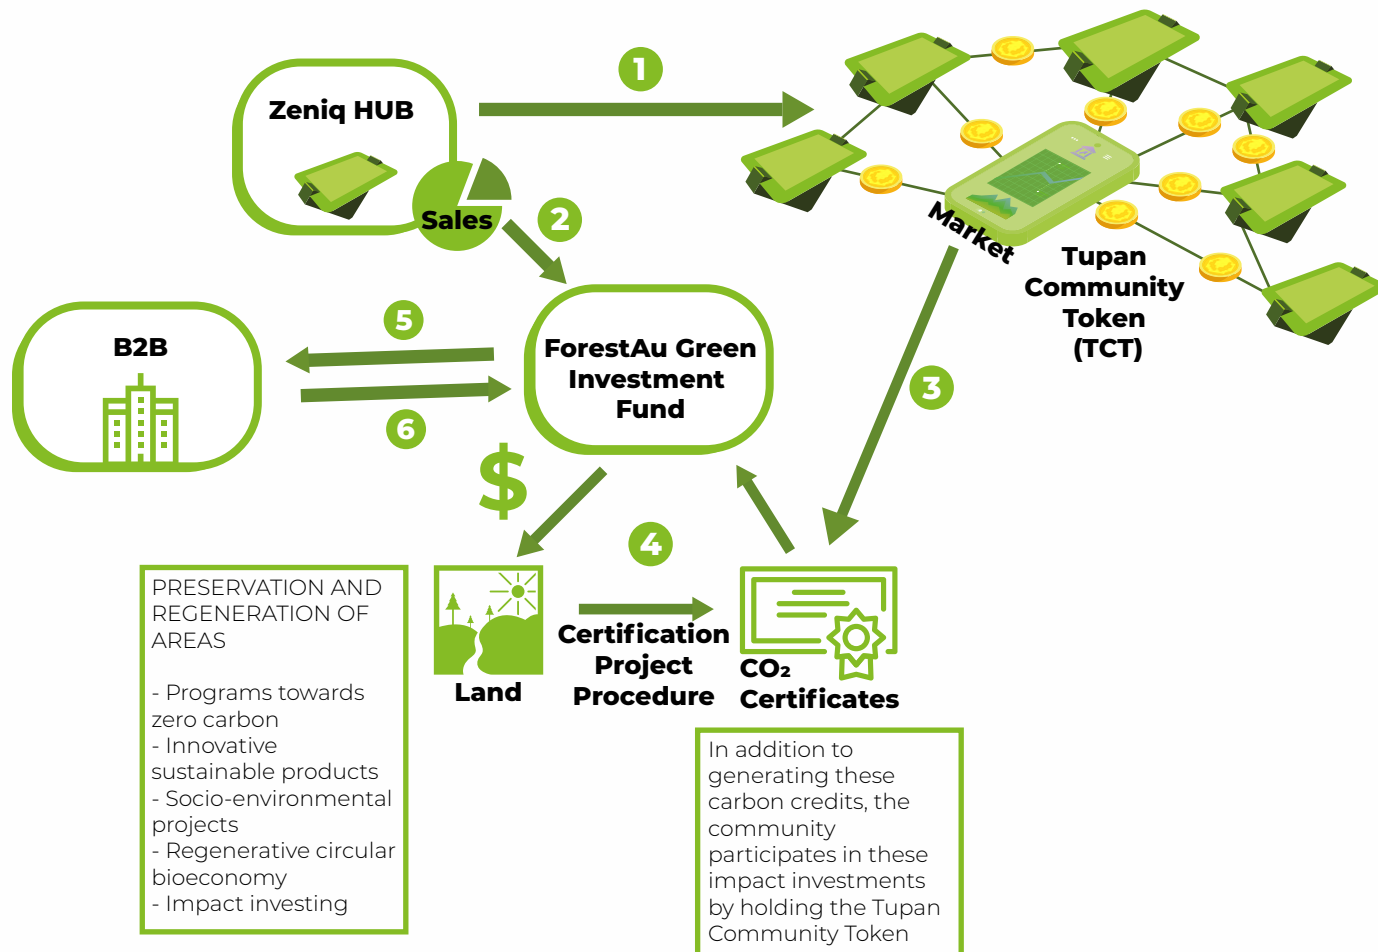 1
Zeniq HUB
Sales
2
Market
Tupan
Community
Token
(TCT)
5
B2B
ForestAu Green
Investment
Fund
3
6
$
4
PRESERVATION AND
REGENERATION OF
AREAS
- Programs towards
zero carbon
- Innovative
sustainable products
- Socio-environmental
projects
- Regenerative circular
bioeconomy
- Impact investing
Land
Certification
Project
Procedure
CO₂
Certificates
In addition to
generating these
carbon credits, the
community
participates in these
impact investments
by holding the Tupan
Community Token